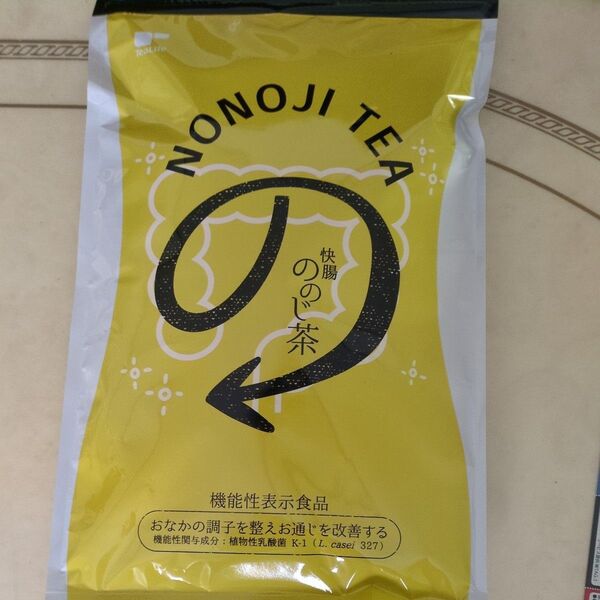 ReLife
NONOJI TEA
の
快腸
ののじ茶
機能性表示食品
おなかの調子を整えお通じを改善する
機能性関与成分：植物性乳酸菌 K-1（L. casei 327）